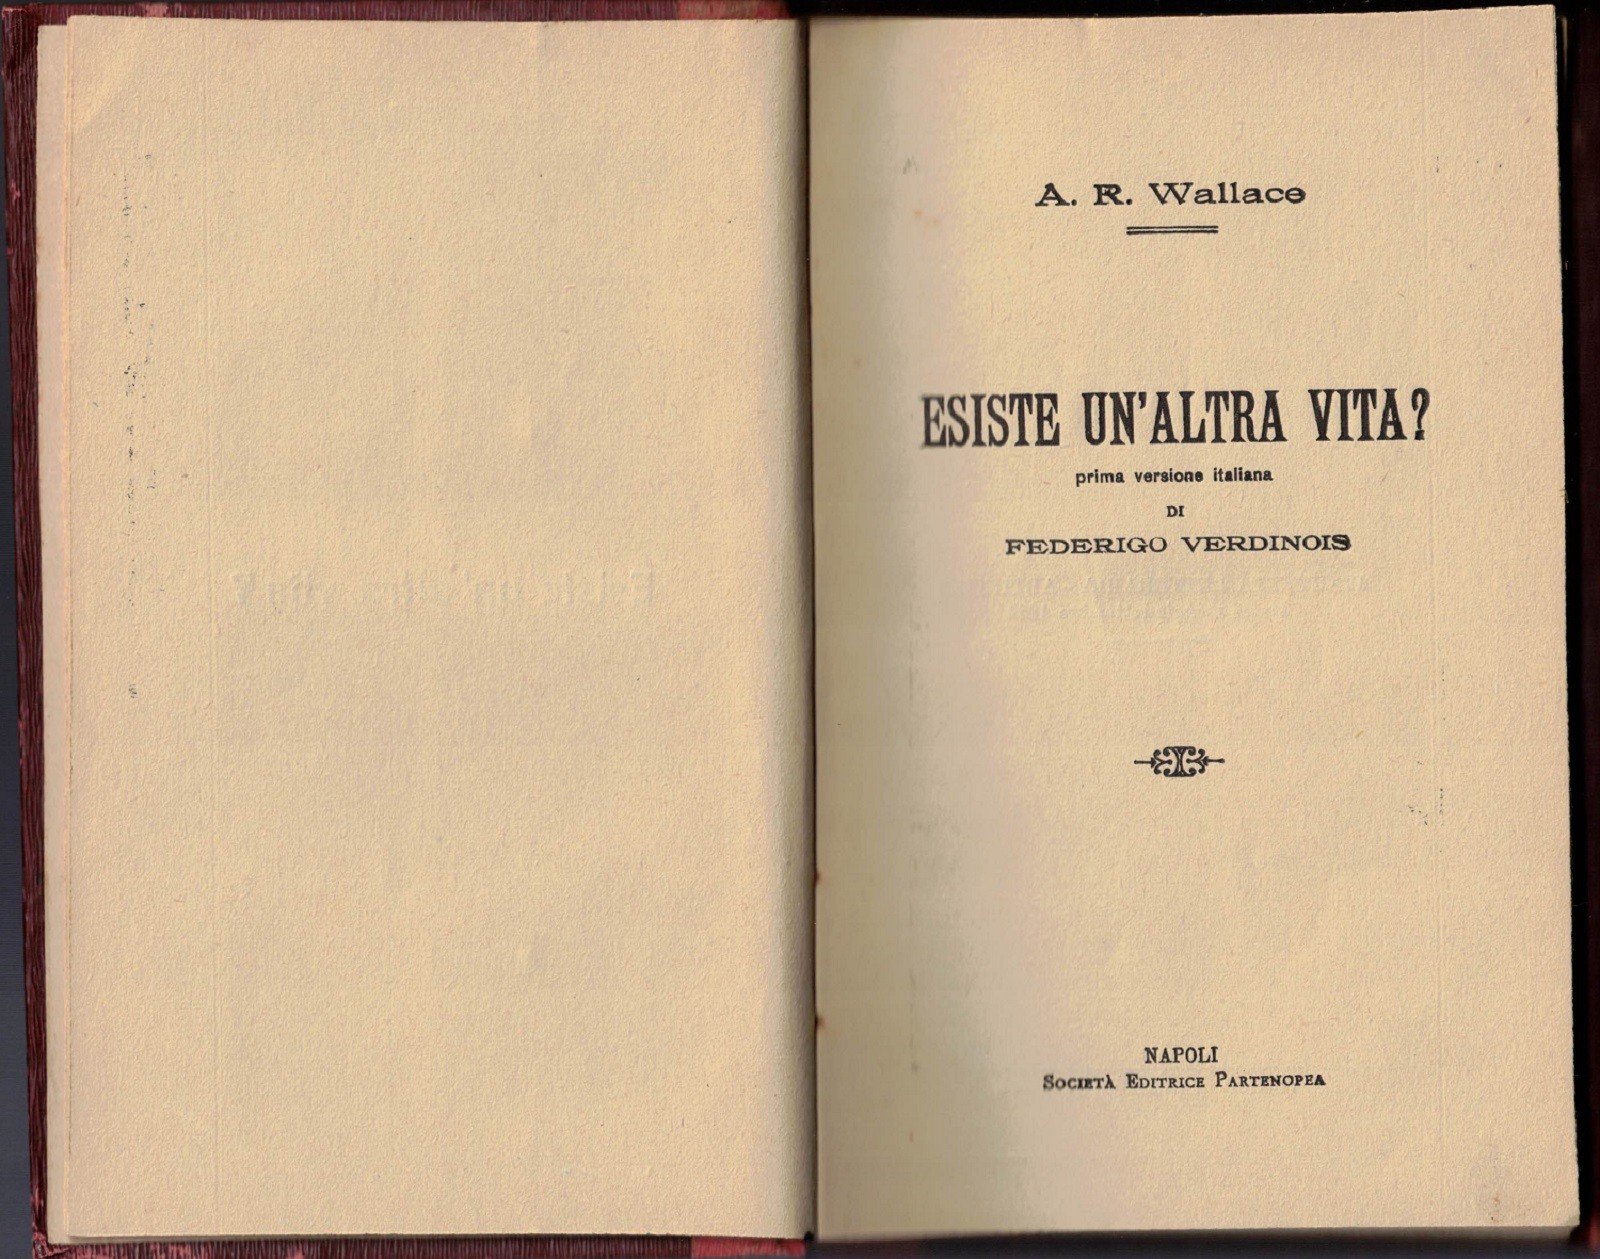 A. R. Wallace
ESISTE UN'ALTRA VITA?
prima versione italiana
DI
FEDERIGO VERDINOIS
NAPOLI
SOCIETÀ EDITRICE PARTENOPEA